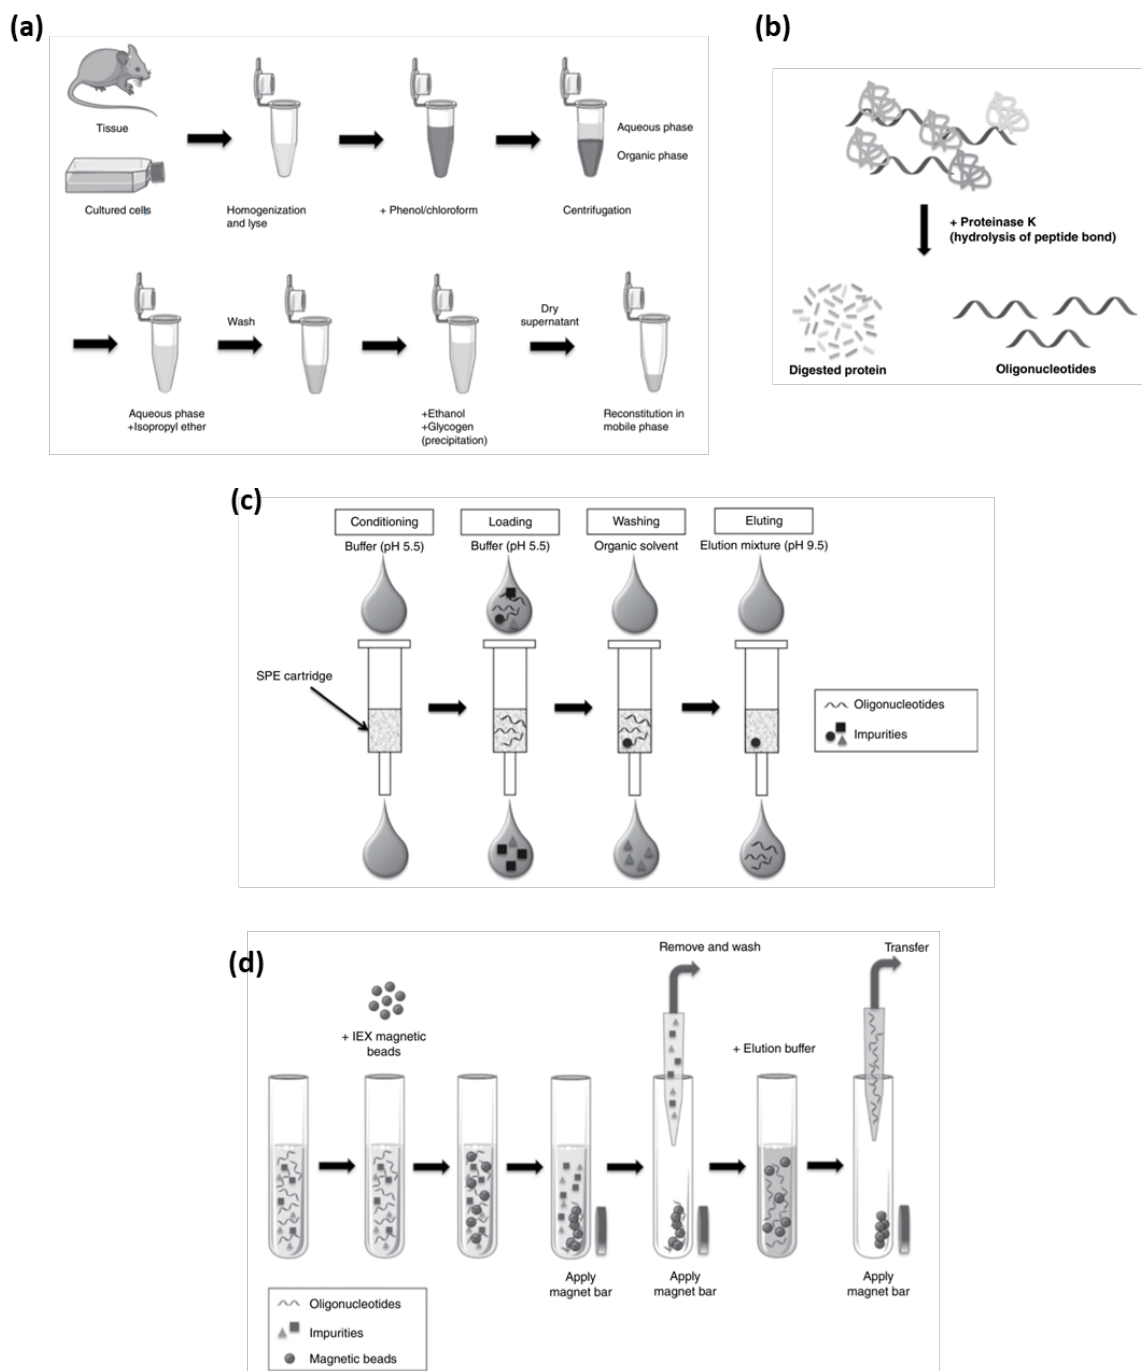 (a)
Tissue
Cultured cells
Homogenization
and lyse
+ Phenol/chloroform
Aqueous phase
Organic phase
Centrifugation
Aqueous phase
+Isopropyl ether
Wash
+Ethanol
+Glycogen
(precipitation)
Dry
supernatant
Reconstitution in
mobile phase
(b)
+ Proteinase K
(hydrolysis of peptide bond)
Digested protein
Oligonucleotides
(c)
Conditioning
Loading
Washing
Eluting
Buffer (pH 5.5)
Buffer (pH 5.5)
Organic solvent
Elution mixture (pH 9.5)
SPE cartridge
Oligonucleotides
Impurities
(d)
+ IEX magnetic
beads
Remove and wash
+ Elution buffer
Transfer
Apply
magnet bar
Apply
magnet bar
Apply
magnet bar
Oligonucleotides
Impurities
Magnetic beads